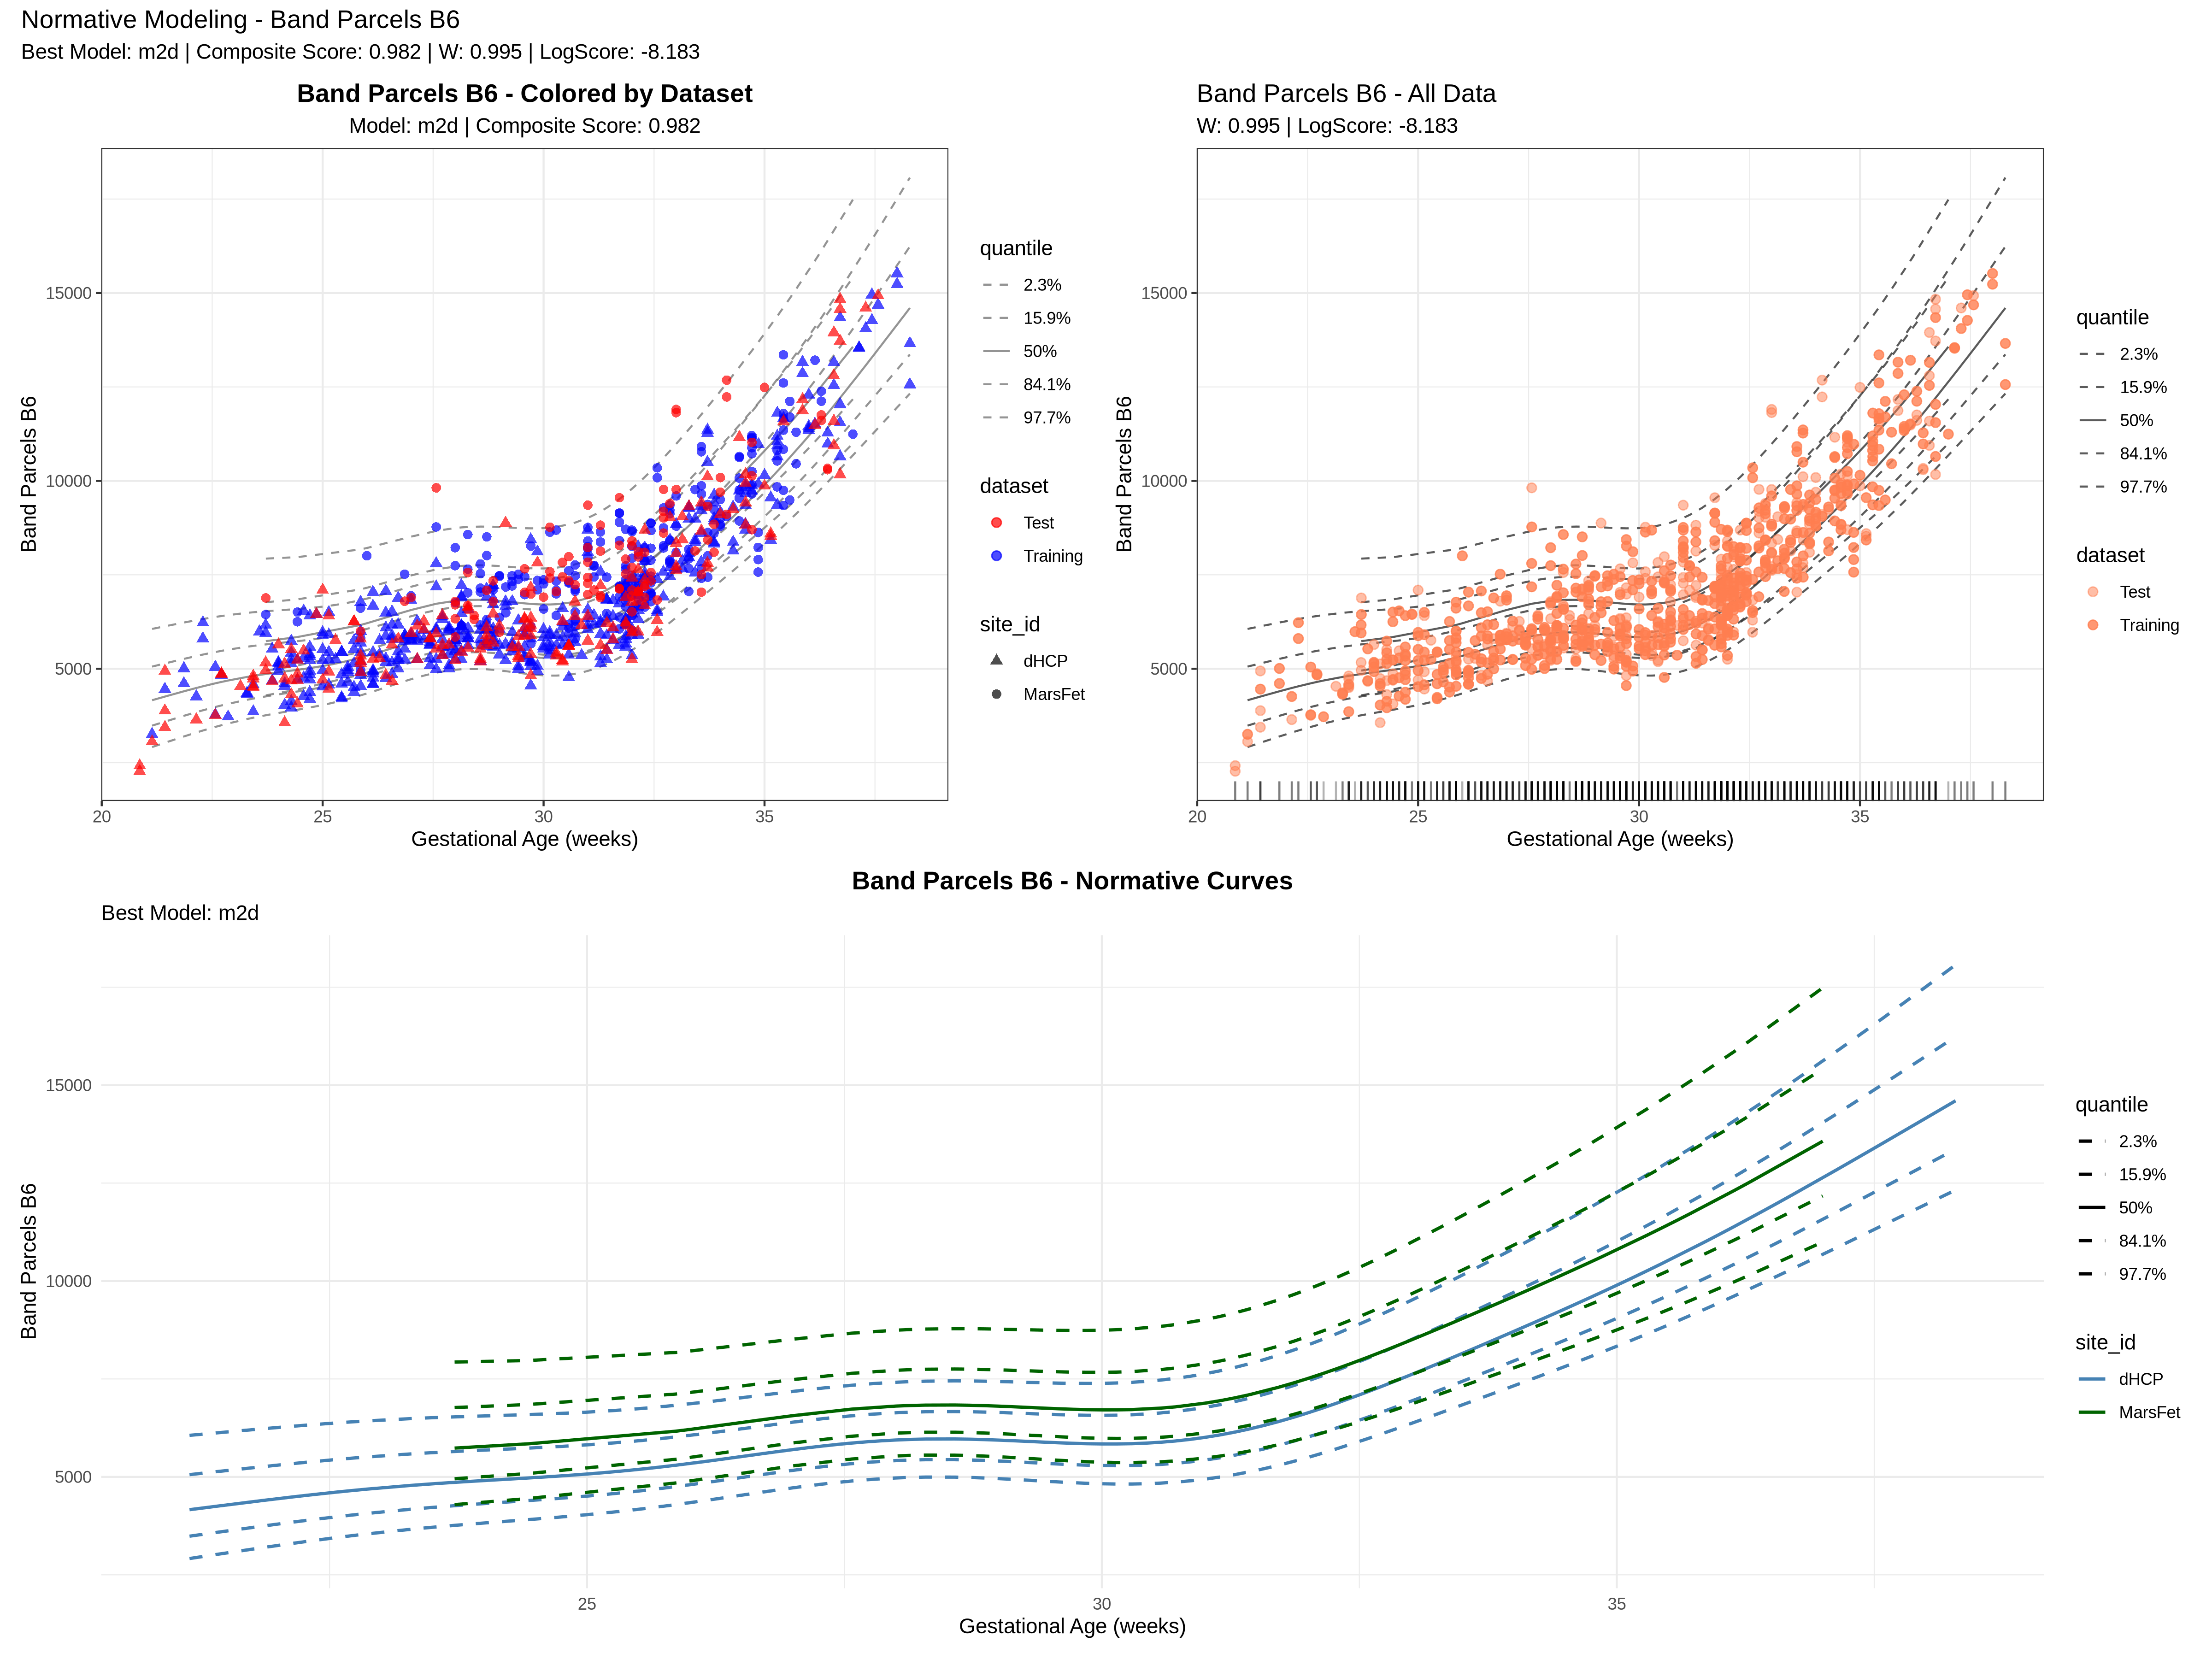 Normative Modeling - Band Parcels B6
Best Model: m2d | Composite Score: 0.982 | W: 0.995 | LogScore: -8.183
Band Parcels B6 - Colored by Dataset
Model: m2d | Composite Score: 0.982
Band Parcels B6
15000
10000
5000
20
25
30
35
Gestational Age (weeks)
quantile
2.3%
15.9%
50%
84.1%
97.7%
dataset
Test
Training
site_id
dHCP
MarsFet
Band Parcels B6 - All Data
W: 0.995 | LogScore: -8.183
Band Parcels B6
15000
10000
5000
20
25
30
35
Gestational Age (weeks)
quantile
2.3%
15.9%
50%
84.1%
97.7%
dataset
Test
Training
Band Parcels B6 - Normative Curves
Best Model: m2d
Band Parcels B6
15000
10000
5000
25
30
35
Gestational Age (weeks)
quantile
2.3%
15.9%
50%
84.1%
97.7%
site_id
dHCP
MarsFet